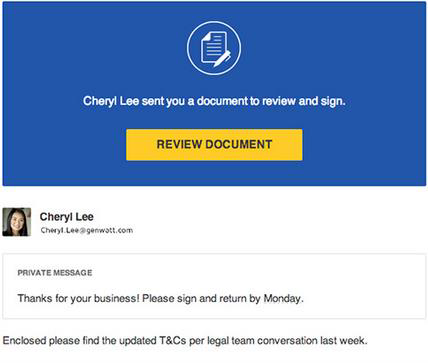 Cheryl Lee sent you a document to review and sign.
REVIEW DOCUMENT
Cheryl Lee
Cheryl.Lee@genwatt.com
PRIVATE MESSAGE
Thanks for your business! Please sign and return by Monday.
Enclosed please find the updated T&Cs per legal team conversation last week.